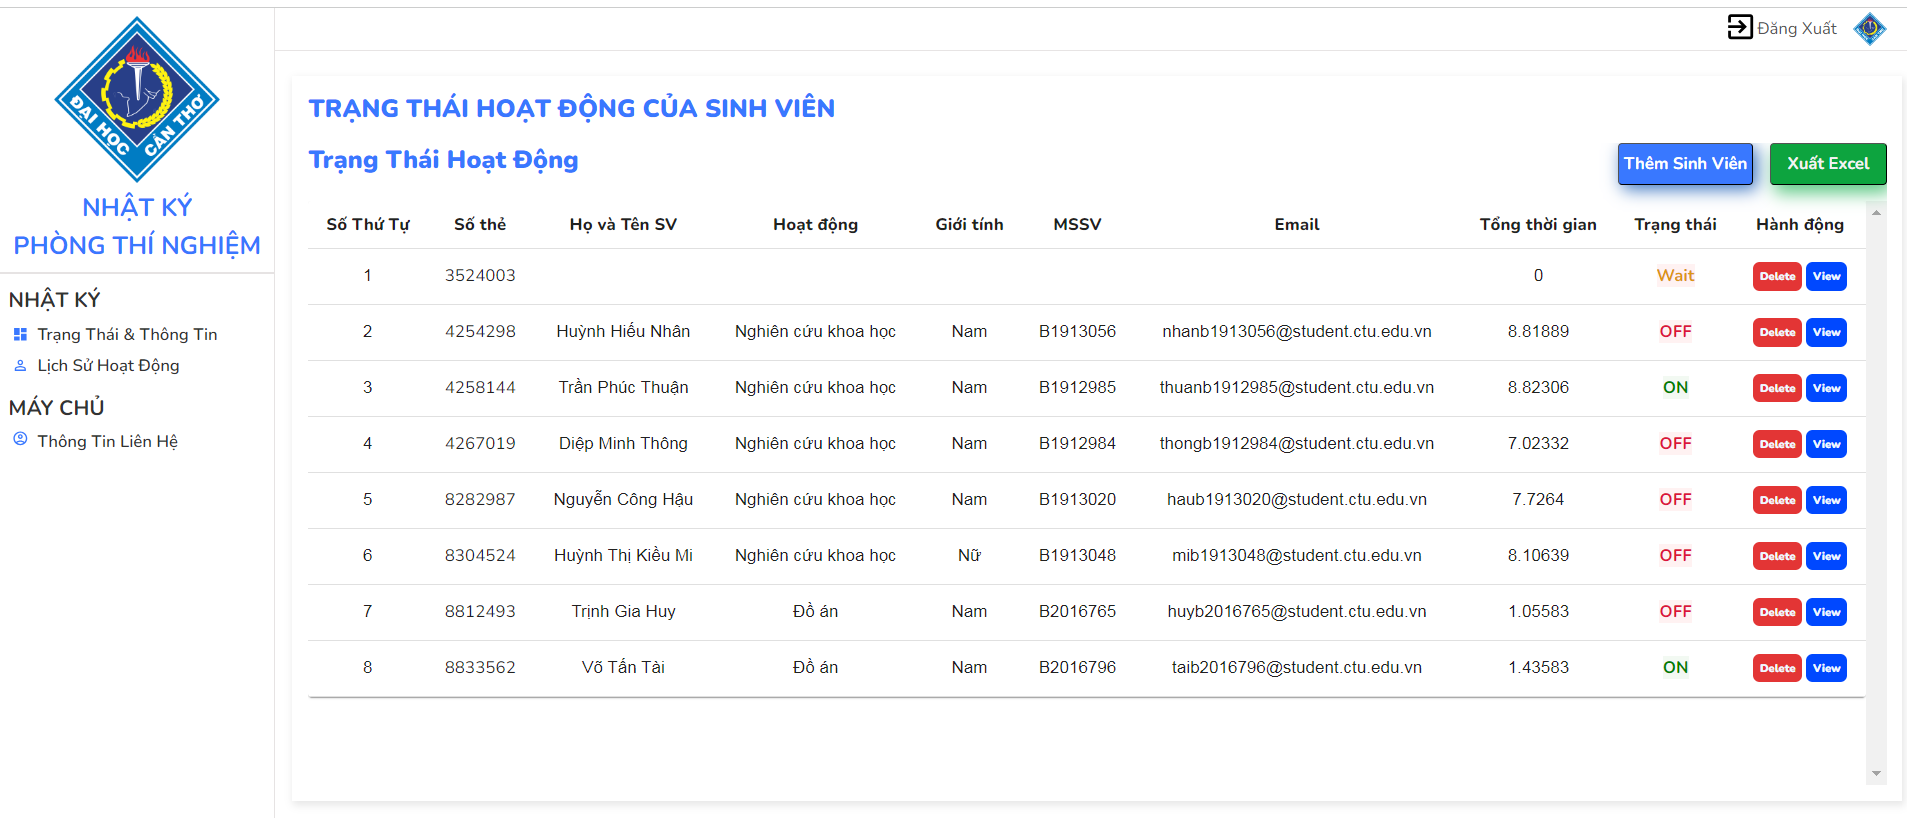 ĐẠI HỌC CẦN THƠ
NHẬT KÝ
PHÒNG THÍ NGHIỆM
NHẬT KÝ
Trạng Thái & Thông Tin
Lịch Sử Hoạt Động
MÁY CHỦ
Thông Tin Liên Hệ
Đăng Xuất
TRẠNG THÁI HOẠT ĐỘNG CỦA SINH VIÊN
Trạng Thái Hoạt Động
Thêm Sinh Viên Xuất Excel
Số Thứ Tự Số thẻ Họ và Tên SV Hoạt động Giới tính MSSV Email Tổng thời gian Trạng thái Hành động
1 3524003 0 Wait Delete View
2 4254298 Huỳnh Hiếu Nhân Nghiên cứu khoa học Nam B1913056 nhanb1913056@student.ctu.edu.vn 8.81889 OFF Delete View
3 4258144 Trần Phúc Thuận Nghiên cứu khoa học Nam B1912985 thuanb1912985@student.ctu.edu.vn 8.82306 ON Delete View
4 4267019 Diệp Minh Thông Nghiên cứu khoa học Nam B1912984 thongb1912984@student.ctu.edu.vn 7.02332 OFF Delete View
5 8282987 Nguyễn Công Hậu Nghiên cứu khoa học Nam B1913020 haub1913020@student.ctu.edu.vn 7.7264 OFF Delete View
6 8304524 Huỳnh Thị Kiều Mi Nghiên cứu khoa học Nữ B1913048 mib1913048@student.ctu.edu.vn 8.10639 OFF Delete View
7 8812493 Trịnh Gia Huy Đồ án Nam B2016765 huyb2016765@student.ctu.edu.vn 1.05583 OFF Delete View
8 8833562 Võ Tấn Tài Đồ án Nam B2016796 taib2016796@student.ctu.edu.vn 1.43583 ON Delete View